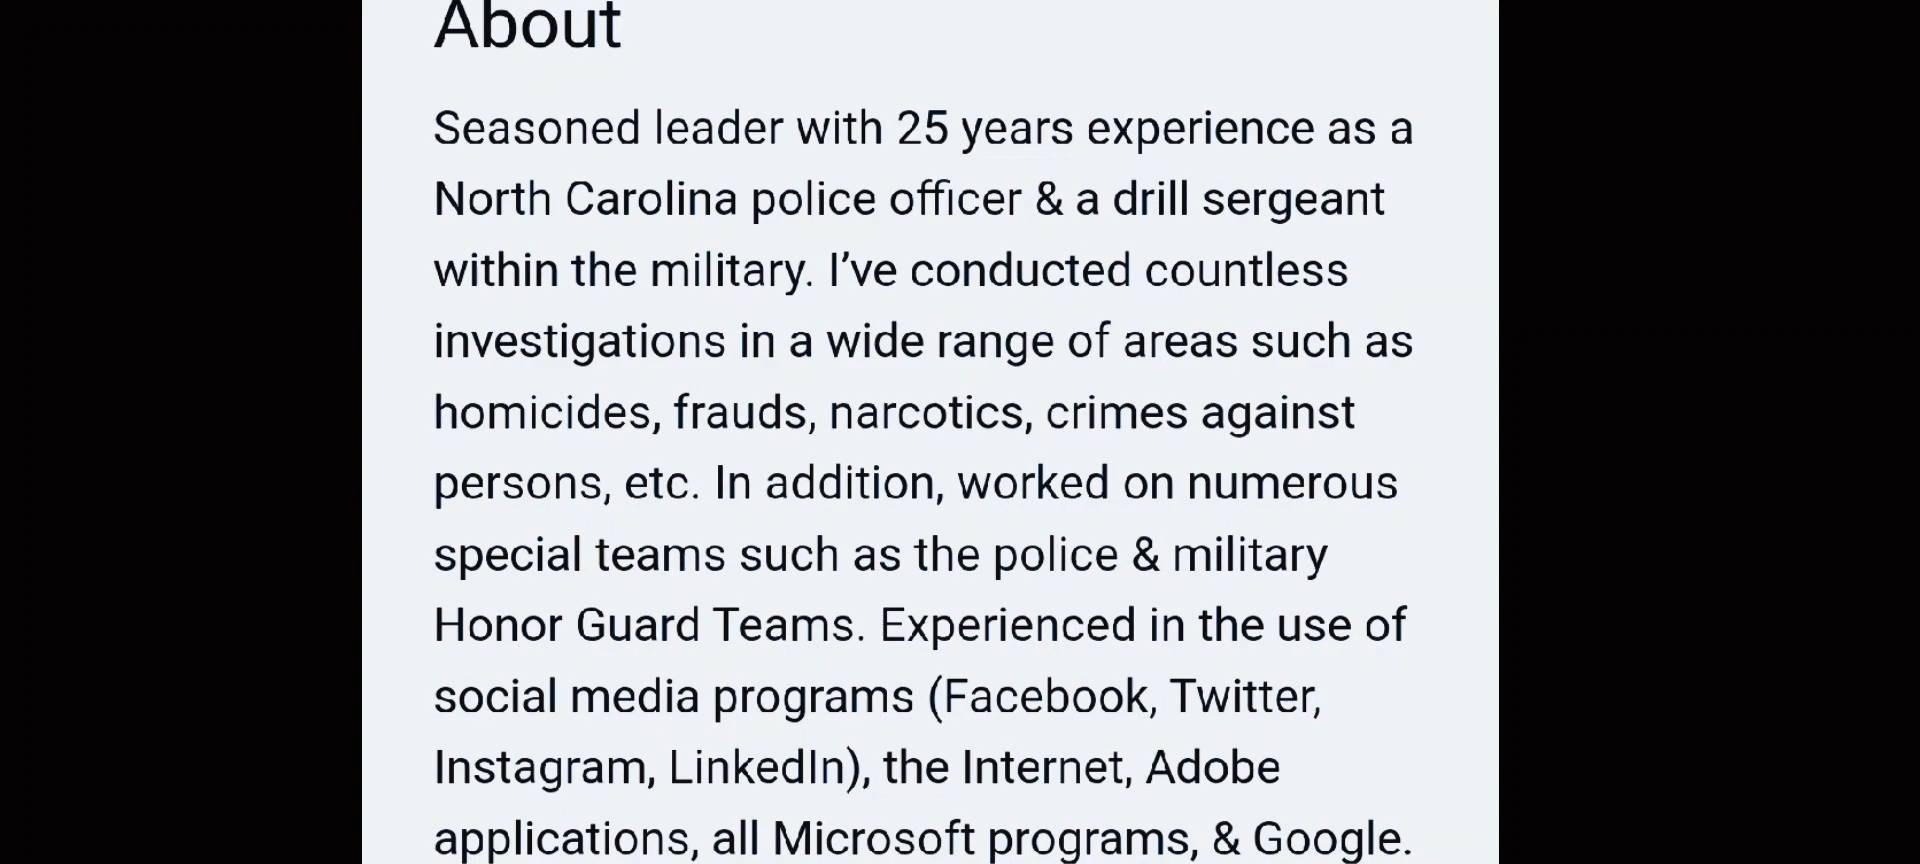 About
Seasoned leader with 25 years experience as a
North Carolina police officer & a drill sergeant
within the military. I’ve conducted countless
investigations in a wide range of areas such as
homicides, frauds, narcotics, crimes against
persons, etc. In addition, worked on numerous
special teams such as the police & military
Honor Guard Teams. Experienced in the use of
social media programs (Facebook, Twitter,
Instagram, LinkedIn), the Internet, Adobe
applications, all Microsoft programs, & Google.